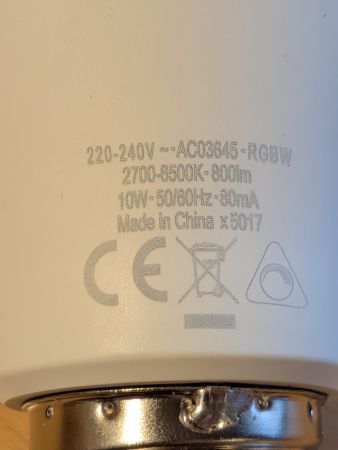 220-240V ~ · AC03645 · RGBW
2700-6500K · 800lm
10W · 50/60Hz · 80mA
Made in China x5017
CE